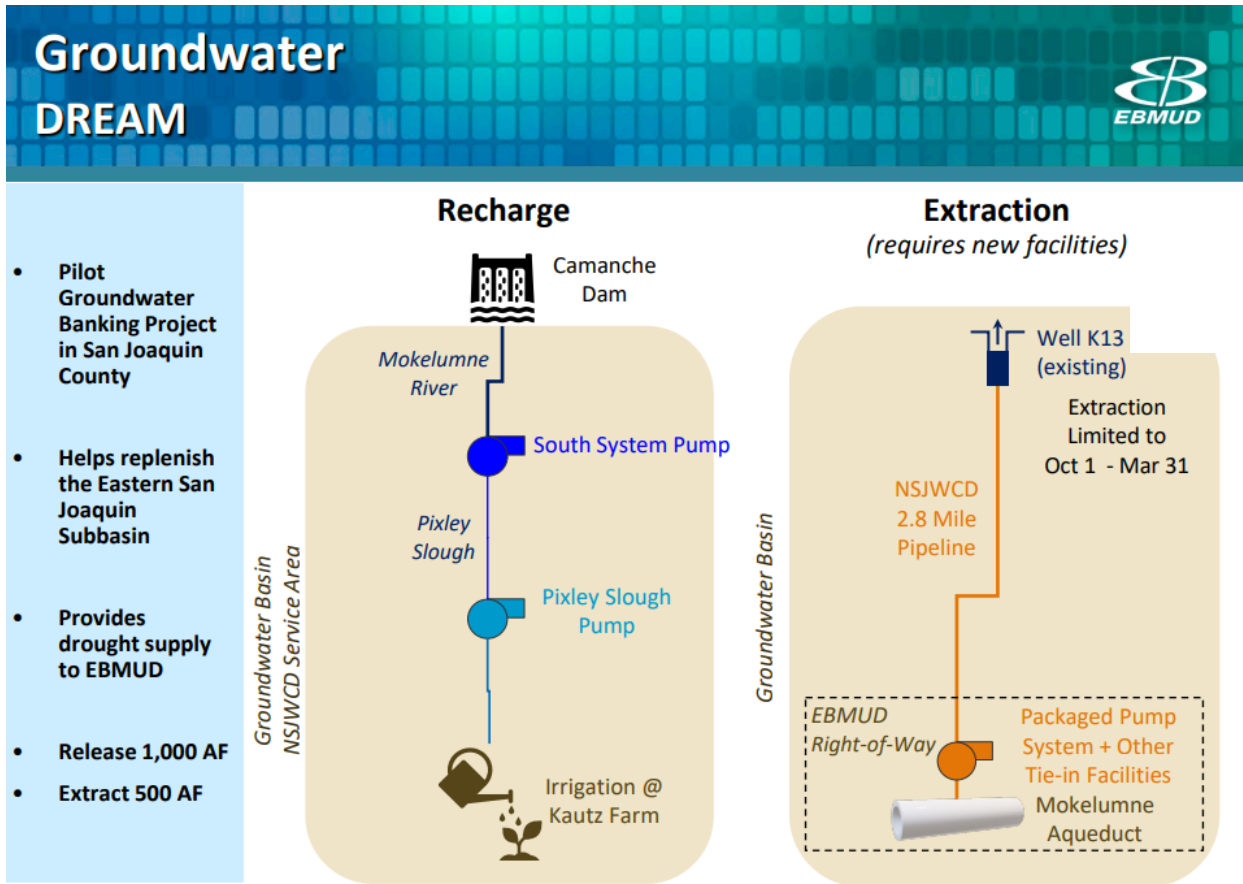 Groundwater
DREAM
EBMUD
• Pilot
Groundwater
Banking Project
in San Joaquin
County
• Helps replenish
the Eastern San
Joaquin
Subbasin
• Provides
drought supply
to EBMUD
• Release 1,000 AF
• Extract 500 AF
Recharge
Camanche
Dam
Mokelumne
River
South System Pump
Pixley
Slough
Pixley Slough
Pump
Irrigation @
Kautz Farm
Groundwater Basin
NSJWCD Service Area
Extraction
(requires new facilities)
Well K13
(existing)
Extraction
Limited to
Oct 1 - Mar 31
NSJWCD
2.8 Mile
Pipeline
Groundwater Basin
EBMUD
Right-of-Way
Packaged Pump
System + Other
Tie-in Facilities
Mokelumne
Aqueduct